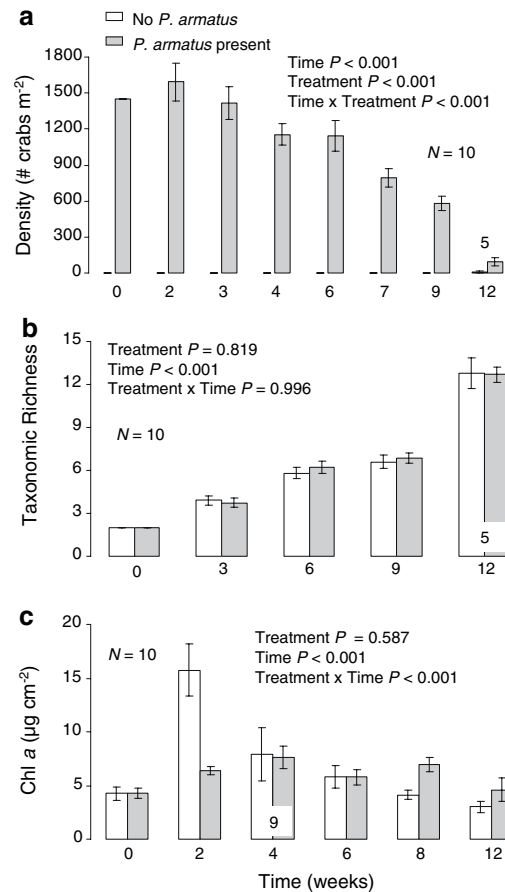 a
No P. armatus
P. armatus present
Time P < 0.001
Treatment P < 0.001
Time x Treatment P < 0.001
N = 10
5
Density (# crabs m⁻²)
1800
1500
1200
900
600
300
0
0 2 3 4 6 7 9 12
b
Treatment P = 0.819
Time P < 0.001
Treatment x Time P = 0.996
N = 10
5
Taxonomic Richness
15
12
9
6
3
0
0 3 6 9 12
c
N = 10
Treatment P = 0.587
Time P < 0.001
Treatment x Time P < 0.001
9
Chl a (µg cm⁻²)
20
15
10
5
0
0 2 4 6 8 12
Time (weeks)